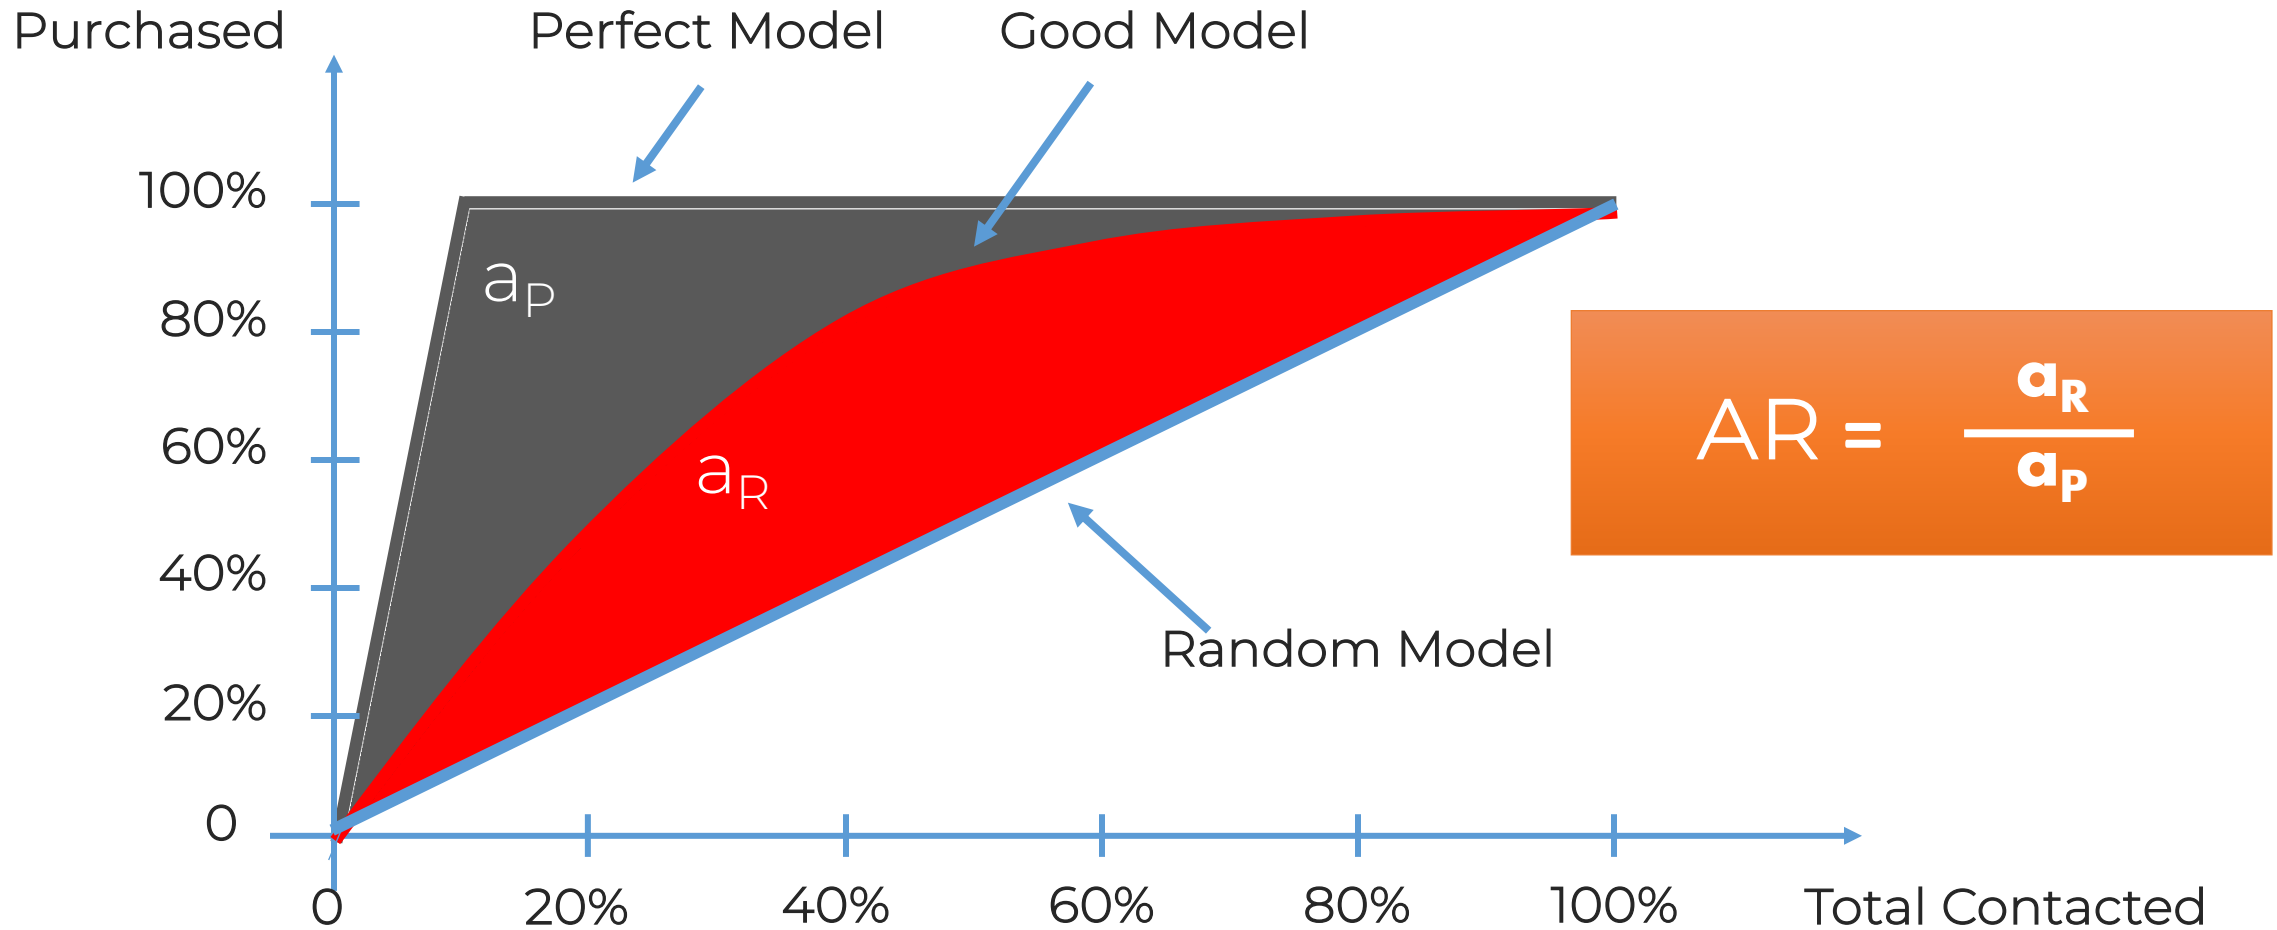 Purchased
Perfect Model
Good Model
100%
80%
60%
40%
20%
0
aP
aR
AR = aR
aP
Random Model
0
20%
40%
60%
80%
100%
Total Contacted